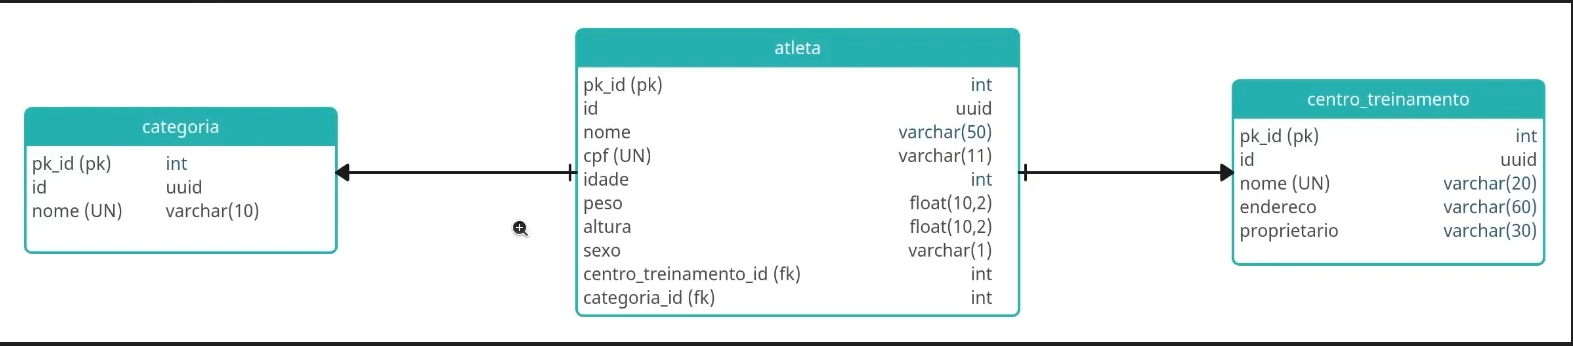 categoria
pk_id (pk) int
id uuid
nome (UN) varchar(10)
atleta
pk_id (pk) int
id uuid
nome varchar(50)
cpf (UN) varchar(11)
idade int
peso float(10,2)
altura float(10,2)
sexo varchar(1)
centro_treinamento_id (fk) int
categoria_id (fk) int
centro_treinamento
pk_id (pk) int
id uuid
nome (UN) varchar(20)
endereco varchar(60)
proprietario varchar(30)